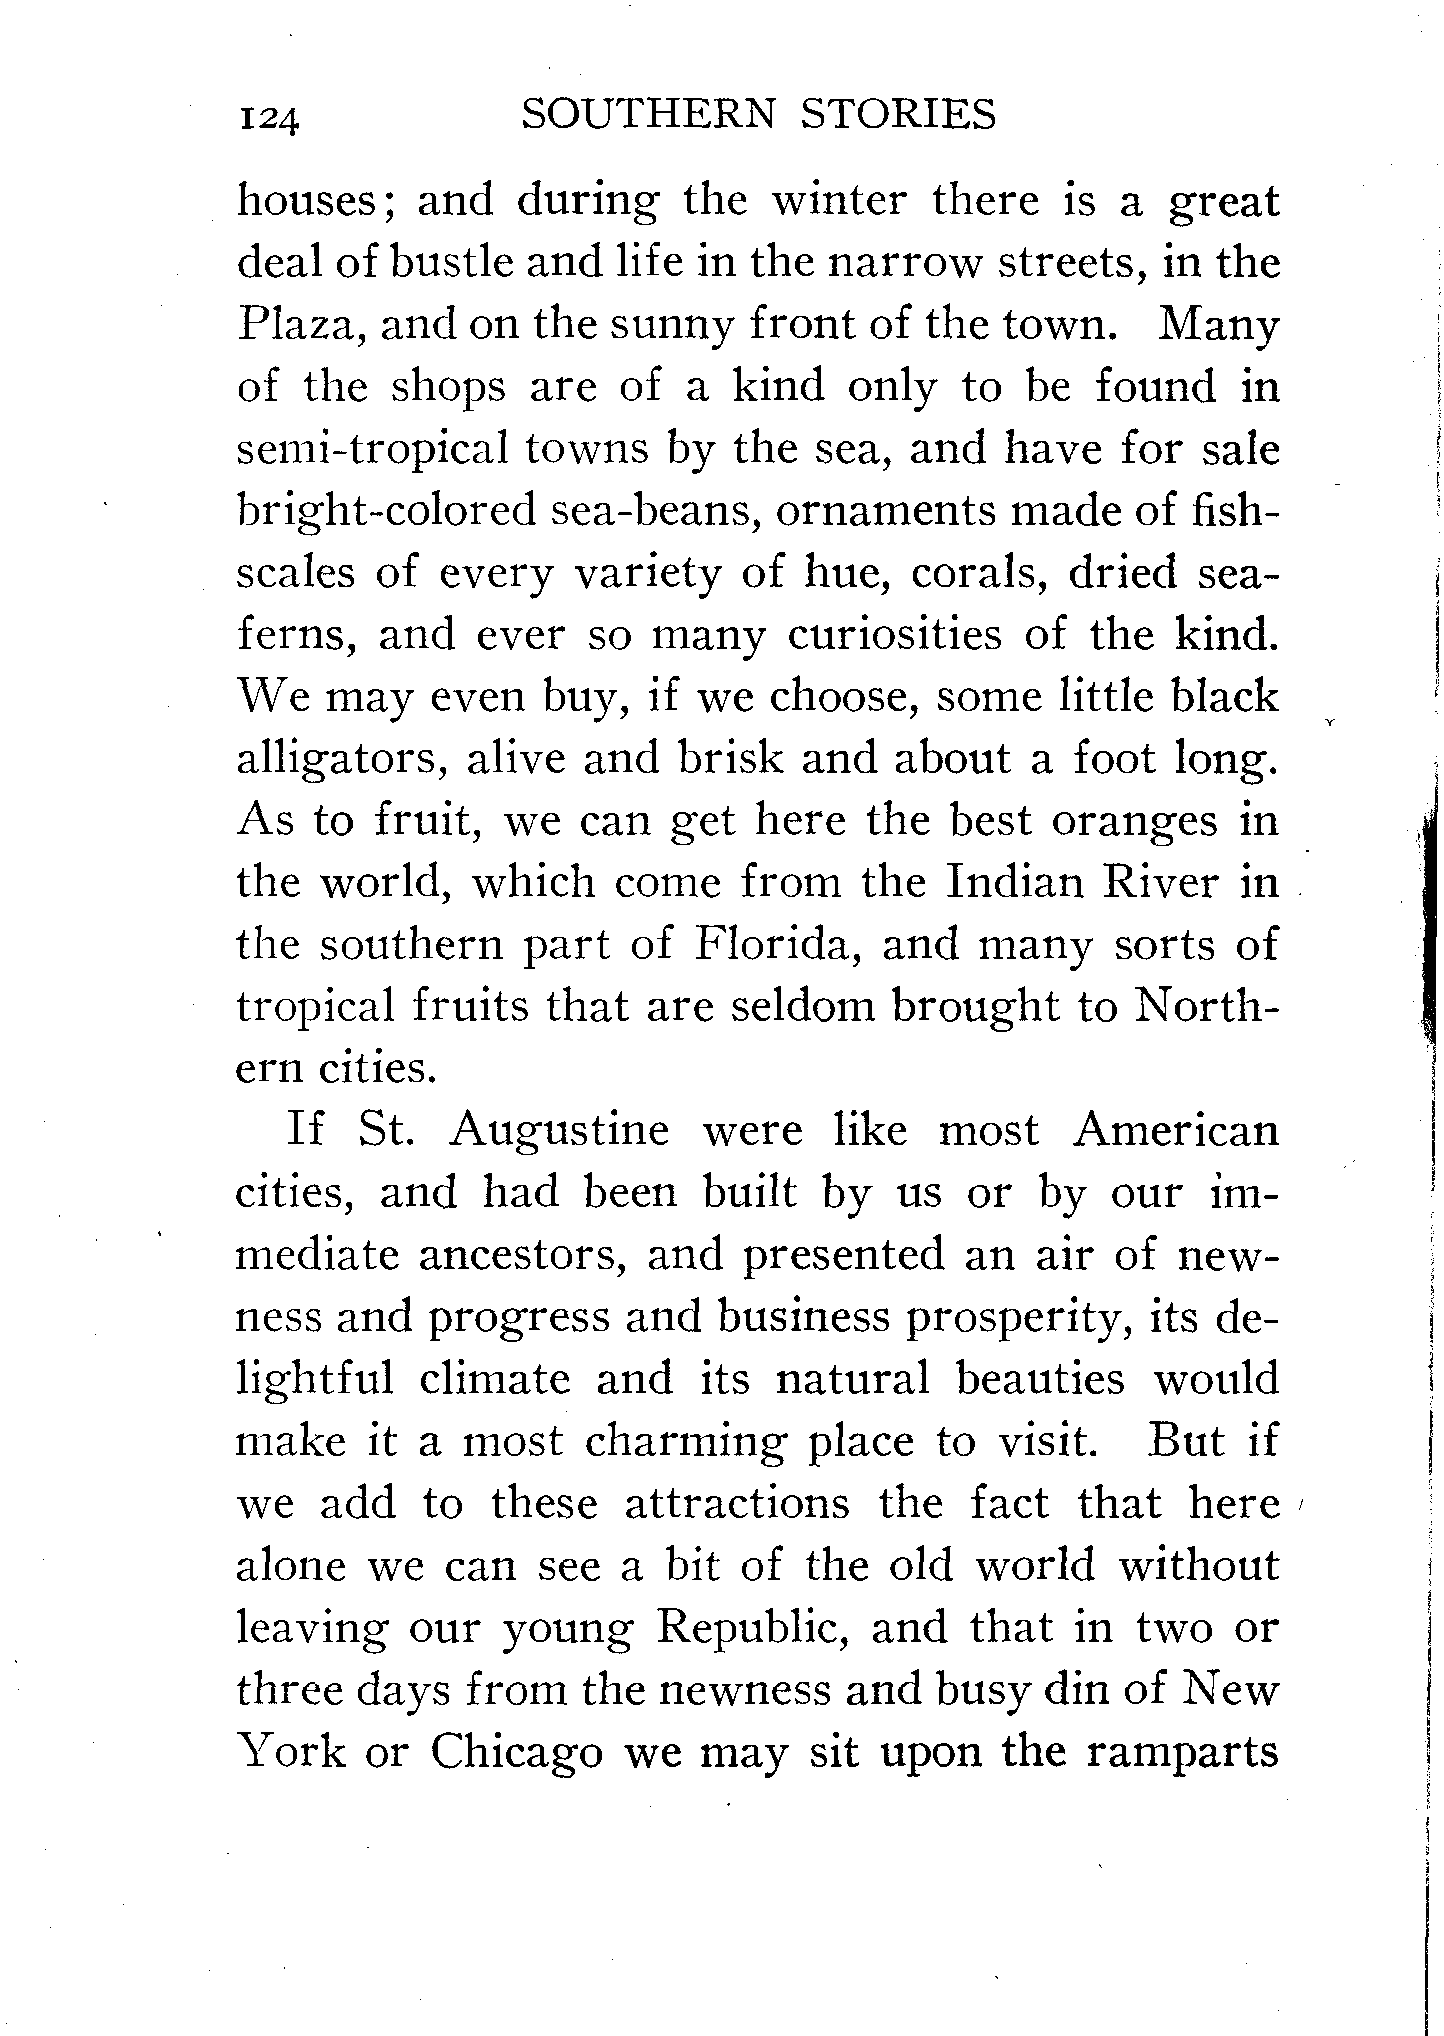 124 SOUTHERN STORIES
houses; and during the winter there is a great
deal of bustle and life in the narrow streets, in the
Plaza, and on the sunny front of the town. Many
of the shops are of a kind only to be found in
semi-tropical towns by the sea, and have for sale
bright-colored sea-beans, ornaments made of fish-
scales of every variety of hue, corals, dried sea-
ferns, and ever so many curiosities of the kind.
We may even buy, if we choose, some little black
alligators, alive and brisk and about a foot long.
As to fruit, we can get here the best oranges in
the world, which come from the Indian River in
the southern part of Florida, and many sorts of
tropical fruits that are seldom brought to North-
ern cities.
If St. Augustine were like most American
cities, and had been built by us or by our im-
mediate ancestors, and presented an air of new-
ness and progress and business prosperity, its de-
lightful climate and its natural beauties would
make it a most charming place to visit. But if
we add to these attractions the fact that here
alone we can see a bit of the old world without
leaving our young Republic, and that in two or
three days from the newness and busy din of New
York or Chicago we may sit upon the ramparts